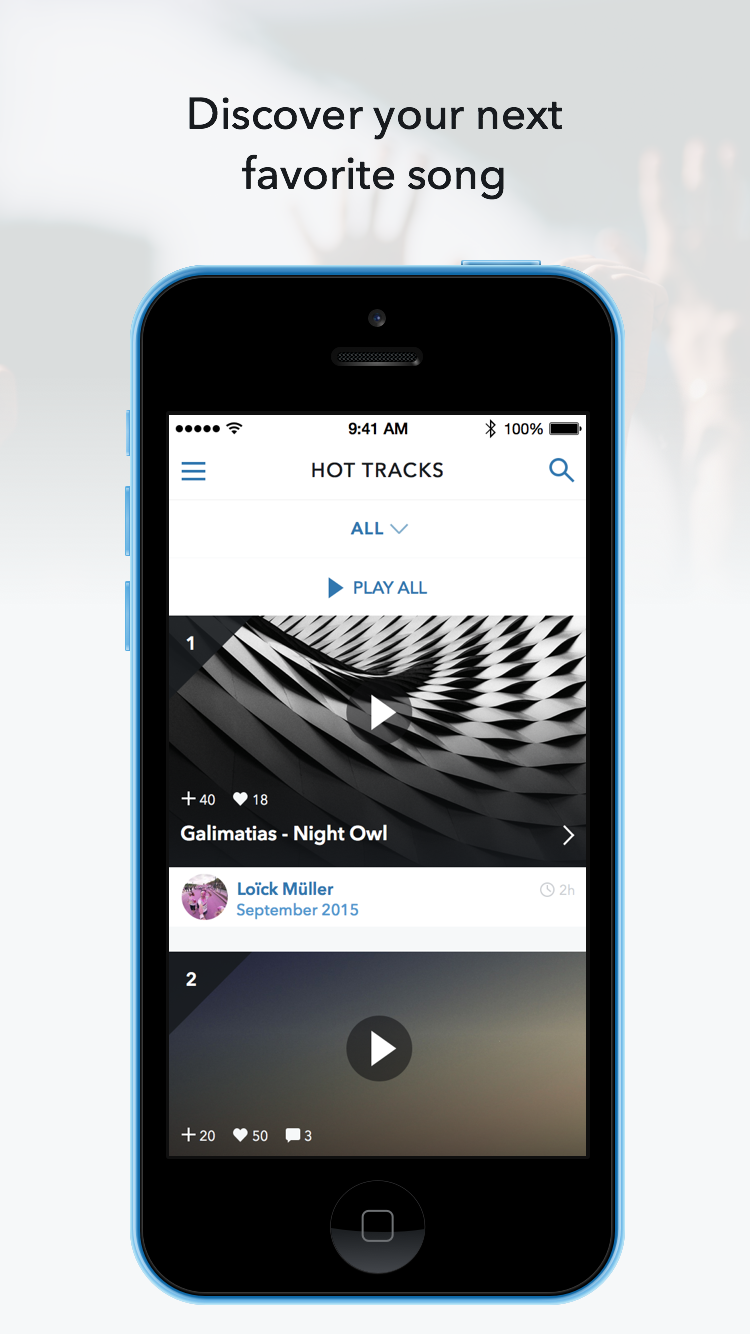 Discover your next
favorite song
9:41 AM
100%
HOT TRACKS
ALL
PLAY ALL
1
40 18
Galimatias - Night Owl
Loïck Müller
2h
September 2015
2
20 50 3